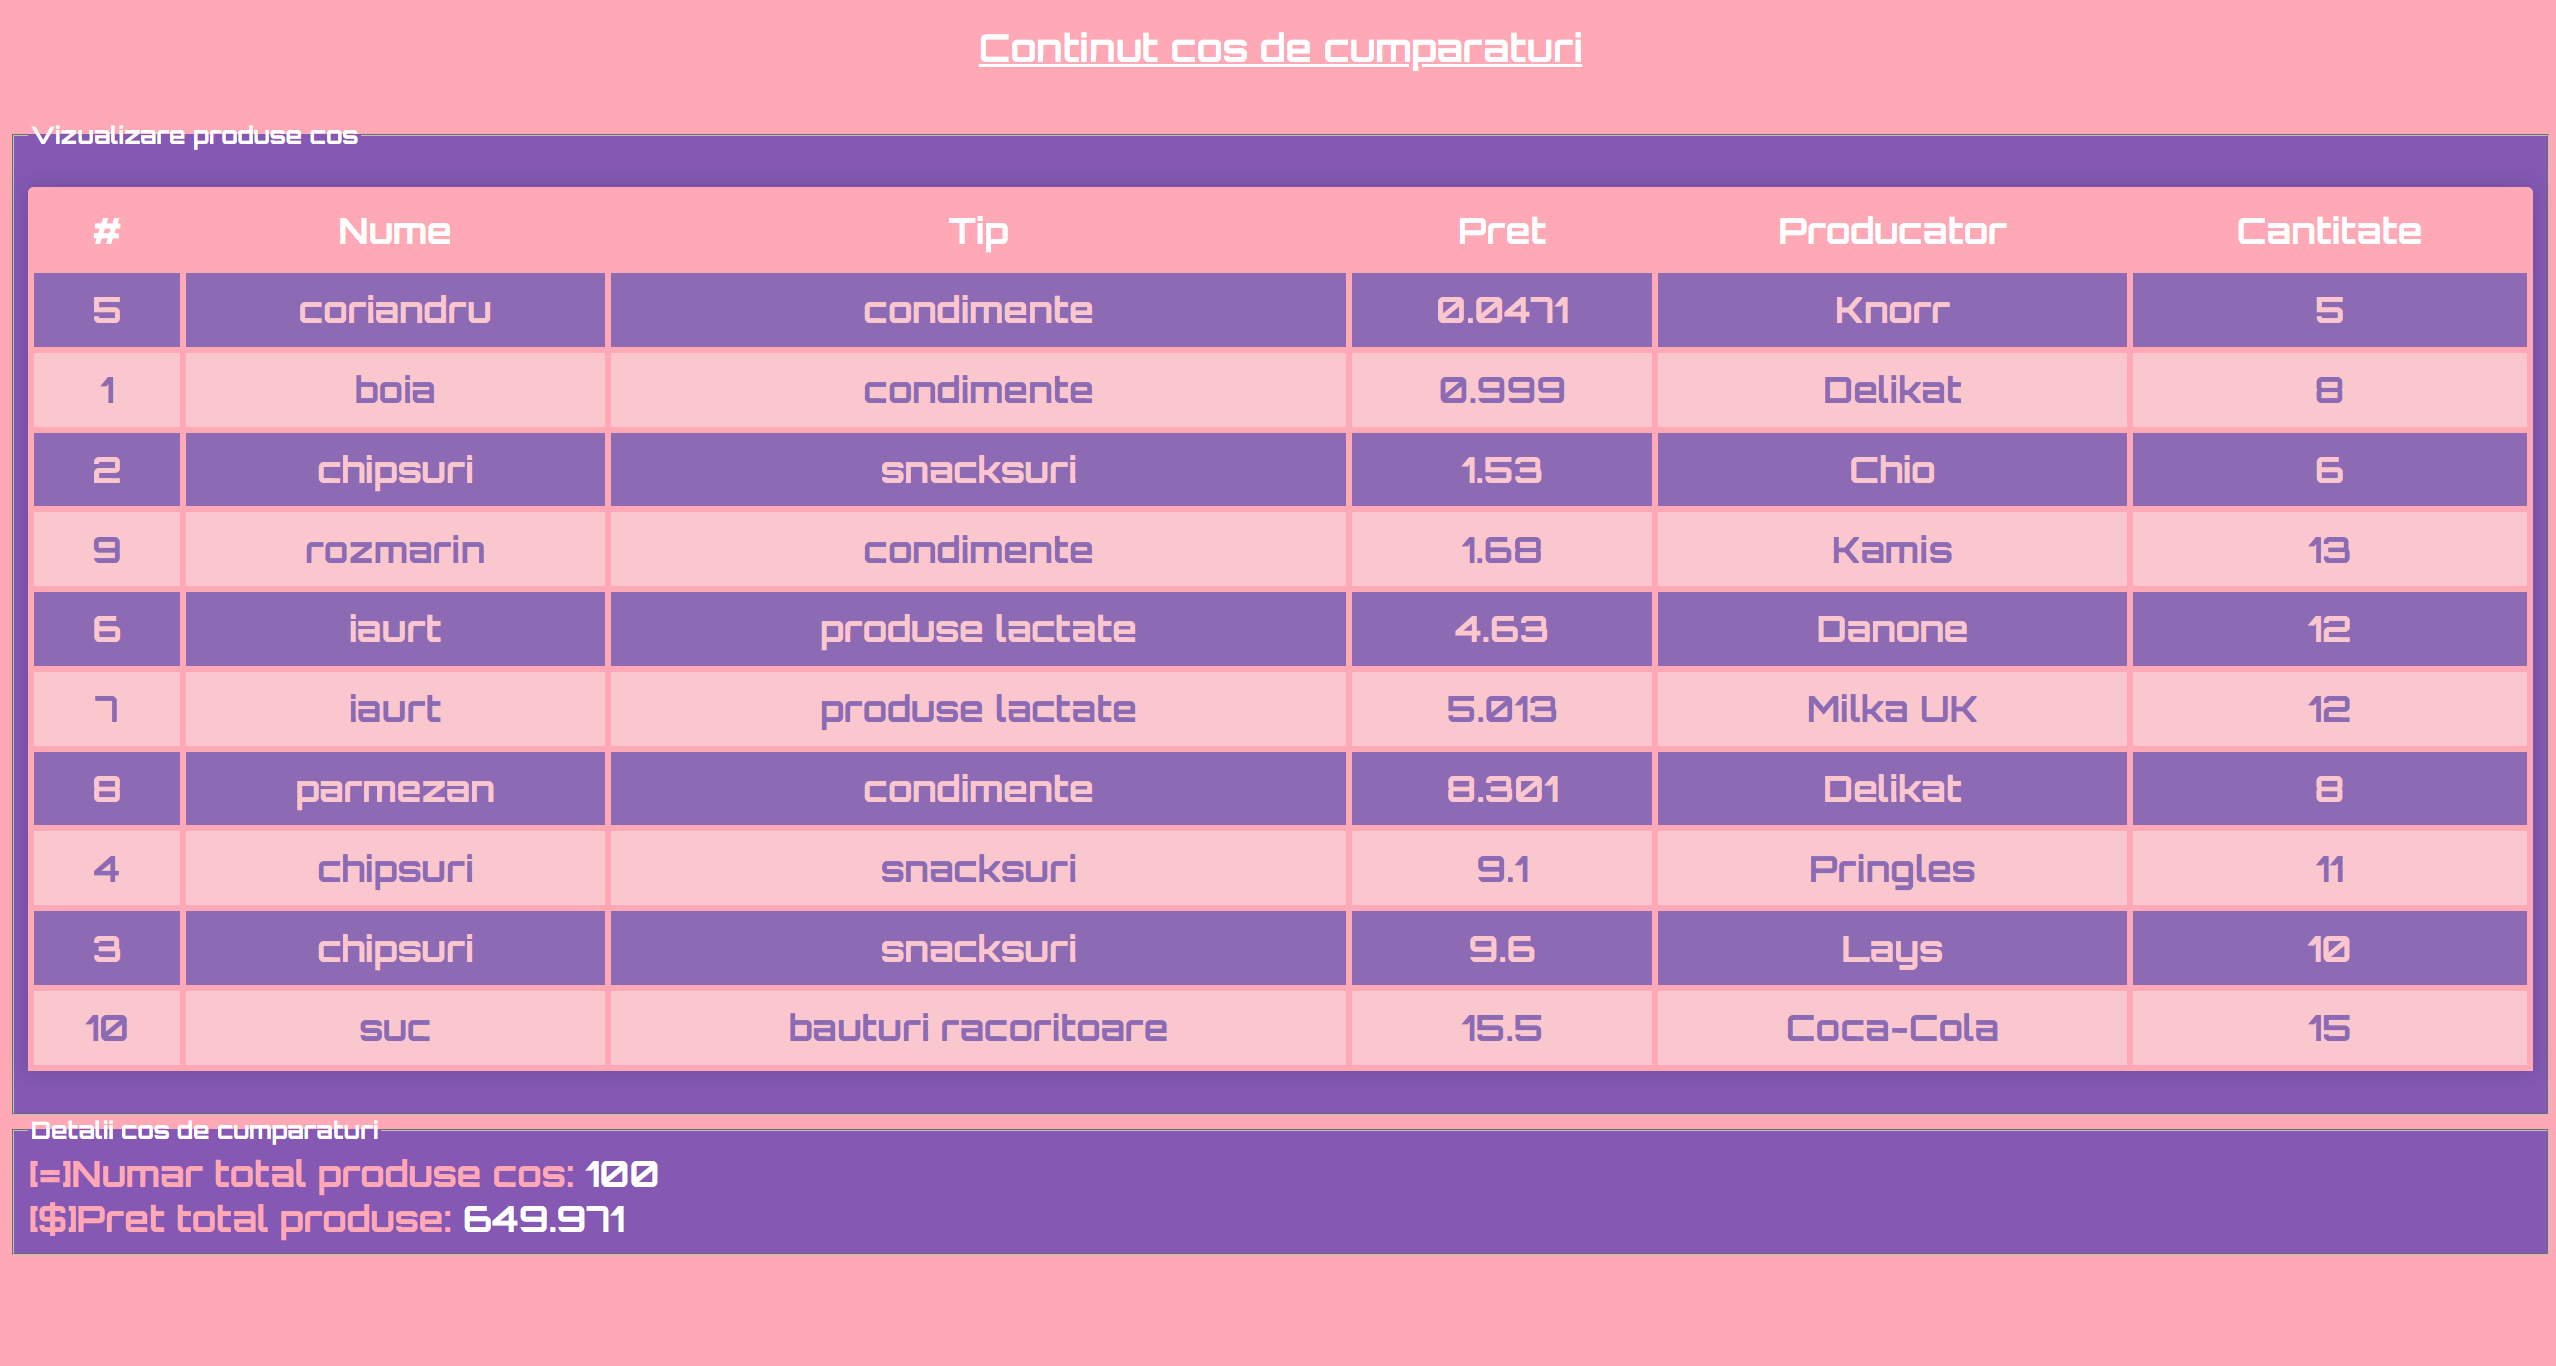 Continut cos de cumparaturi
Vizualizare produse cos
# Nume Tip Pret Producator Cantitate
5 coriandru condimente 0.0471 Knorr 5
1 boia condimente 0.999 Delikat 8
2 chipsuri snacksuri 1.53 Chio 6
9 rozmarin condimente 1.68 Kamis 13
6 iaurt produse lactate 4.63 Danone 12
7 iaurt produse lactate 5.013 Milka UK 12
8 parmezan condimente 8.301 Delikat 8
4 chipsuri snacksuri 9.1 Pringles 11
3 chipsuri snacksuri 9.6 Lays 10
10 suc bauturi racoritoare 15.5 Coca-Cola 15
Detalii cos de cumparaturi
[=]Numar total produse cos: 100
[$]Pret total produse: 649.971